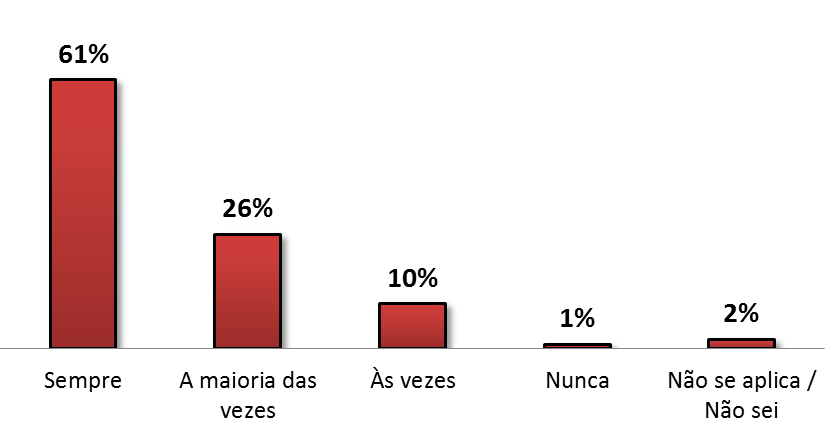 61%
26%
10%
1%
2%
Sempre
A maioria das
vezes
Às vezes
Nunca
Não se aplica /
Não sei